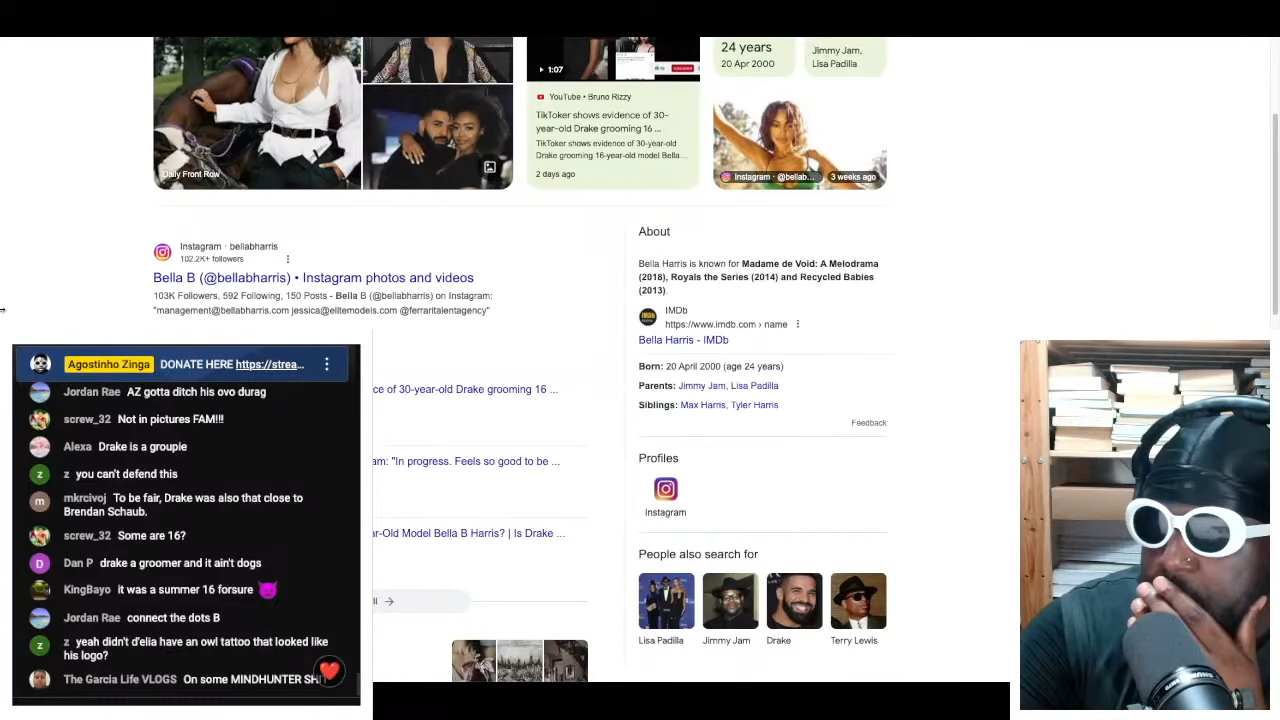 24 years
20 Apr 2000
Jimmy Jam,
Lisa Padilla
1:07
Daily Front Row
YouTube • Bruno Rizzy
TikToker shows evidence of 30-
year-old Drake grooming 16 ...
TikToker shows evidence of 30-year-old
Drake grooming 16-year-old model Bella...
2 days ago
Instagram · @bellab...
3 weeks ago
Instagram · bellabharris
102.2K+ followers
Bella B (@bellabharris) • Instagram photos and videos
103K Followers, 592 Following, 150 Posts - Bella B (@bellabharris) on Instagram:
"management@bellabharris.com jessica@elitemodels.com @ferraritalentagency"
ce of 30-year-old Drake grooming 16 ...
am: "In progress. Feels so good to be ...
ar-Old Model Bella B Harris? | Is Drake ...
About
Bella Harris is known for Madame de Void: A Melodrama
(2018), Royals the Series (2014) and Recycled Babies
(2013).
IMDb
https://www.imdb.com › name
Bella Harris - IMDb
Born: 20 April 2000 (age 24 years)
Parents: Jimmy Jam, Lisa Padilla
Siblings: Max Harris, Tyler Harris
Feedback
Profiles
Instagram
People also search for
Lisa Padilla
Jimmy Jam
Drake
Terry Lewis
Agostinho Zinga DONATE HERE https://strea...
Jordan Rae AZ gotta ditch his ovo durag
screw_32 Not in pictures FAM!!!
Alexa Drake is a groupie
z you can't defend this
mkrcivoj To be fair, Drake was also that close to
Brendan Schaub.
screw_32 Some are 16?
Dan P drake a groomer and it ain't dogs
KingBayo it was a summer 16 forsure 😈
Jordan Rae connect the dots B
z yeah didn't d'elia have an owl tattoo that looked like
his logo?
The Garcia Life VLOGS On some MINDHUNTER SH